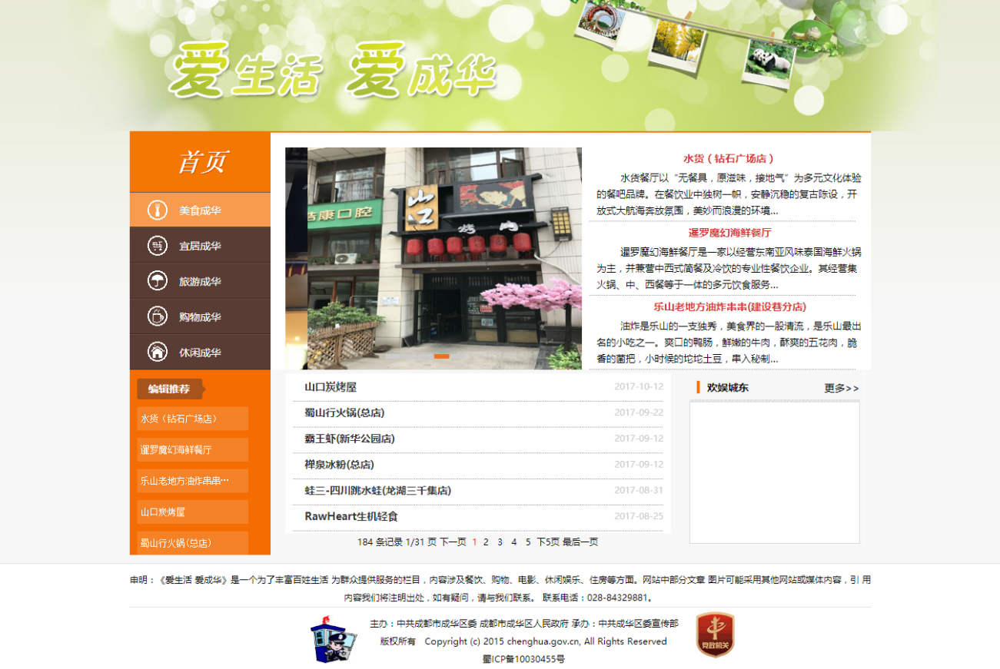 爱生活 爱成华
首页
美食成华
宜居成华
旅游成华
购物成华
休闲成华
洁康口腔
山口
烤肉
水货（钻石广场店）
水货餐厅以“无餐具，原滋味，接地气”为多元文化体验
的餐吧品牌。在餐饮业中独树一帜，安静沉稳的复古陈设，开
放式大航海奔放氛围，美妙而浪漫的环境...
暹罗魔幻海鲜餐厅
暹罗魔幻海鲜餐厅是一家以经营东南亚风味泰国海鲜火锅
为主，并兼营中西式简餐及冷饮的专业性餐饮企业。其经营集
火锅、中、西餐等于一体的多元饮食服务...
乐山老地方油炸串串(建设巷分店)
油炸是乐山的一支独秀，美食界的一股清流，是乐山最出
名的小吃之一。爽口的鸭肠，鲜嫩的牛肉，酥爽的五花肉，脆
香的菌把，小时候的坨坨土豆，串入秘制...
编辑推荐
水货（钻石广场店）
暹罗魔幻海鲜餐厅
乐山老地方油炸串串…
山口炭烤屋
蜀山行火锅(总店)
山口炭烤屋 2017-10-12
蜀山行火锅(总店) 2017-09-22
霸王虾(新华公园店) 2017-09-12
禅泉冰粉(总店) 2017-09-12
蛙三-四川跳水蛙(龙湖三千集店) 2017-08-31
RawHeart生机轻食 2017-08-25
184 条记录 1/31 页 下一页 1 2 3 4 5 下5页 最后一页
欢娱城东 更多>>
申明：《爱生活 爱成华》是一个为了丰富百姓生活 为群众提供服务的栏目，内容涉及餐饮、购物、电影、休闲娱乐、住房等方面。网站中部分文章 图片可能采用其他网站或媒体内容，引 用
内容我们将注明出处，如有疑问，请与我们联系。 联系电话：028-84329881。
主办：中共成都市成华区委 成都市成华区人民政府 承办：中共成华区委宣传部
版权所有 Copyright (c) 2015 chenghua.gov.cn, All Rights Reserved
蜀ICP备10030455号
党政机关